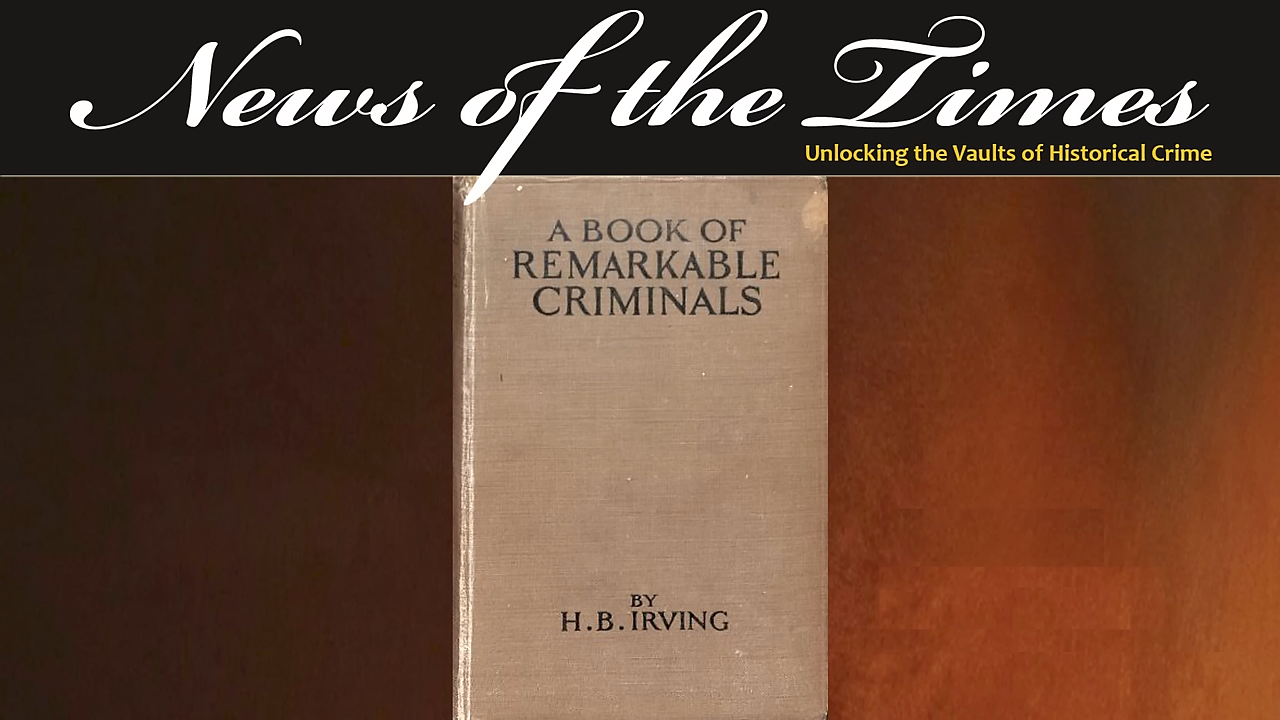 News of the Times
Unlocking the Vaults of Historical Crime
A BOOK OF
REMARKABLE
CRIMINALS
BY
H.B. IRVING